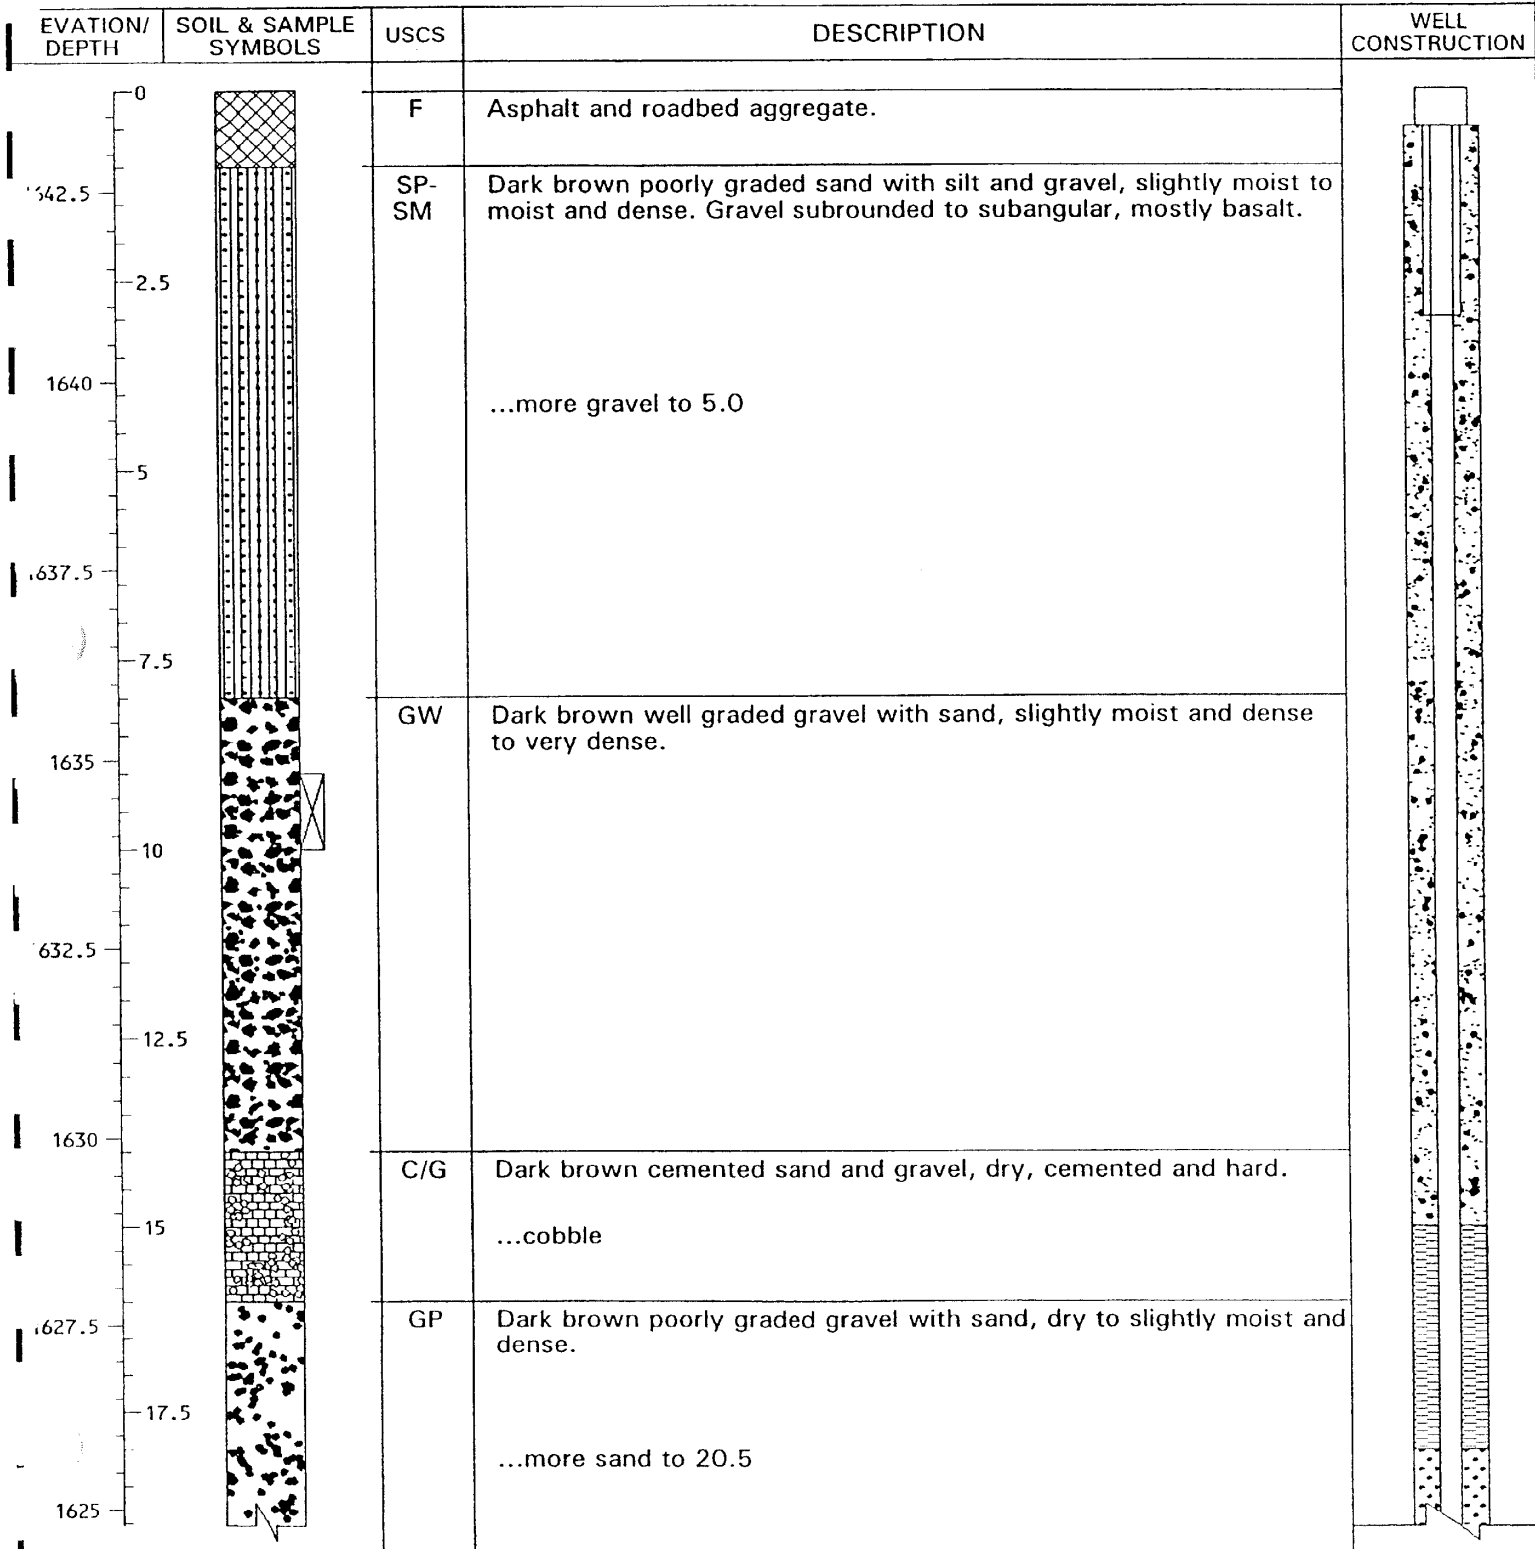 EVATION/ DEPTH
SOIL & SAMPLE SYMBOLS
USCS
DESCRIPTION
WELL CONSTRUCTION
0
F
Asphalt and roadbed aggregate.
SP-
SM
Dark brown poorly graded sand with silt and gravel, slightly moist to
moist and dense. Gravel subrounded to subangular, mostly basalt.
642.5
2.5
1640
...more gravel to 5.0
5
1637.5
7.5
GW
Dark brown well graded gravel with sand, slightly moist and dense
to very dense.
1635
10
632.5
12.5
1630
C/G
Dark brown cemented sand and gravel, dry, cemented and hard.
15
...cobble
GP
Dark brown poorly graded gravel with sand, dry to slightly moist and
dense.
1627.5
17.5
...more sand to 20.5
1625